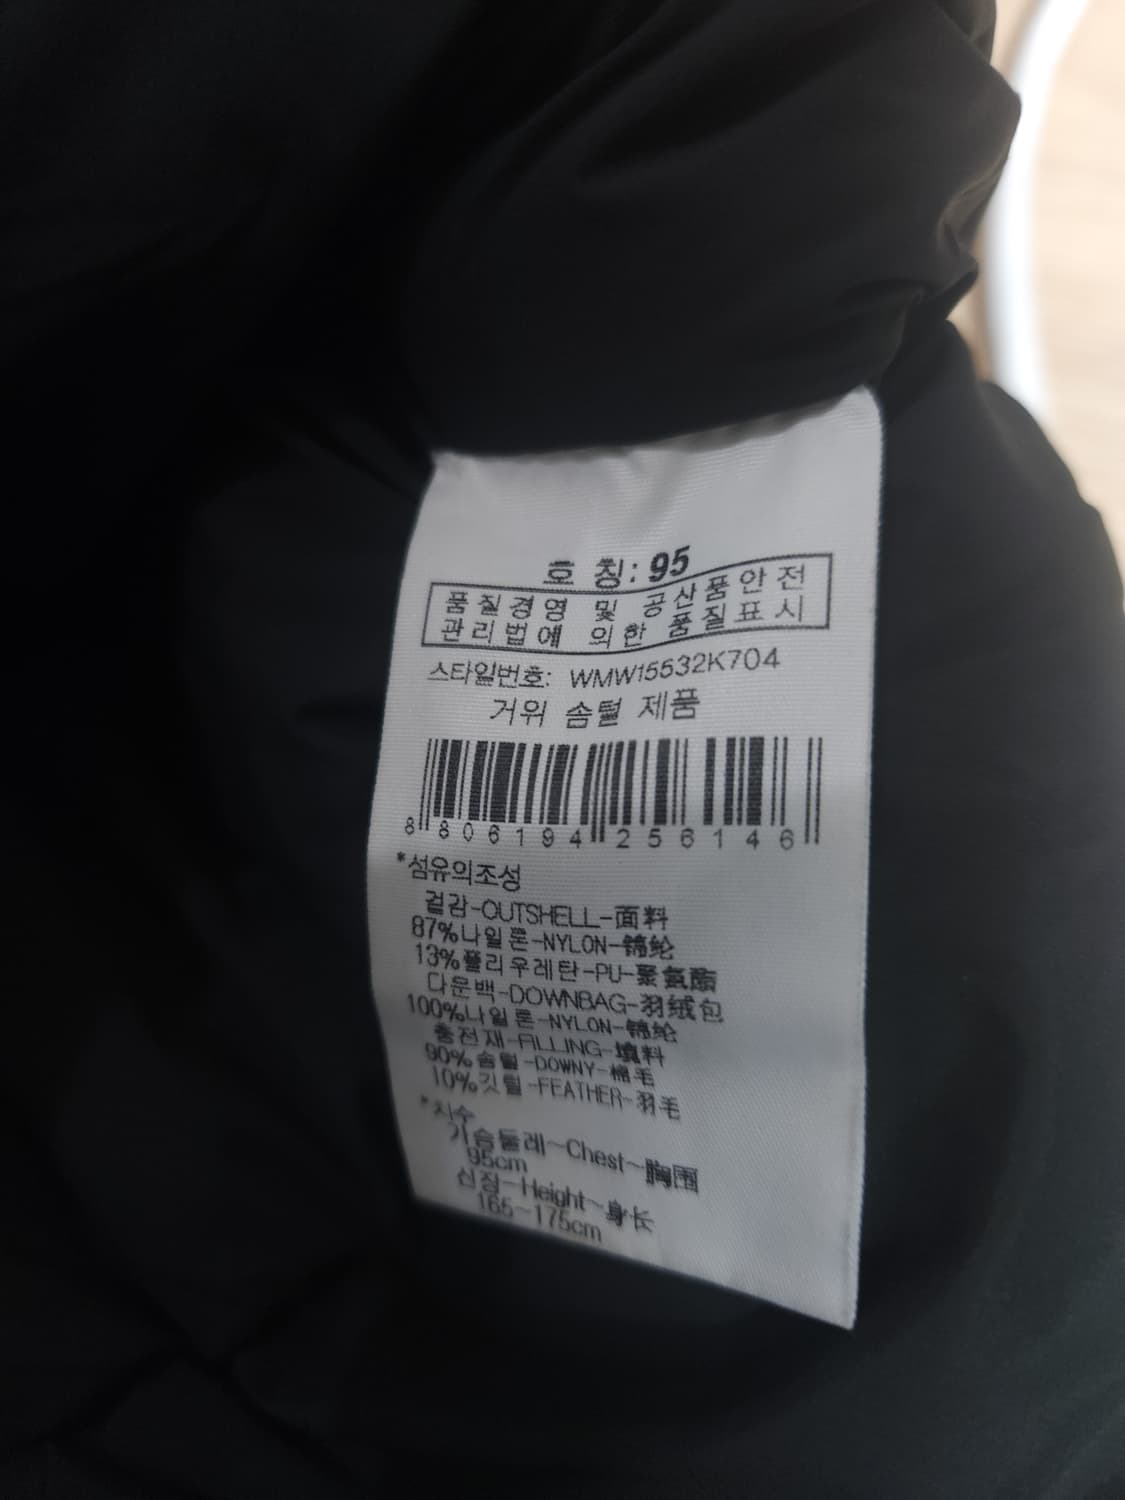 호 칭: 95
품질경영 및 공산품안전
관리법에 의한 품질표시
스타일번호: WMW15532K704
거위 솜털 제품
8 806194 256146
*섬유의조성
겉감-OUTSHELL-面料
87%나일론-NYLON-锦纶
13%폴리우레탄-PU-聚氨酯
다운백-DOWNBAG-羽绒包
100%나일론-NYLON-锦纶
충전재-FILLING-填料
90%솜털-DOWNY-棉毛
10%깃털-FEATHER-羽毛
*치수
가슴둘레~Chest~胸围
95cm
신장~Height~身长
165~175cm